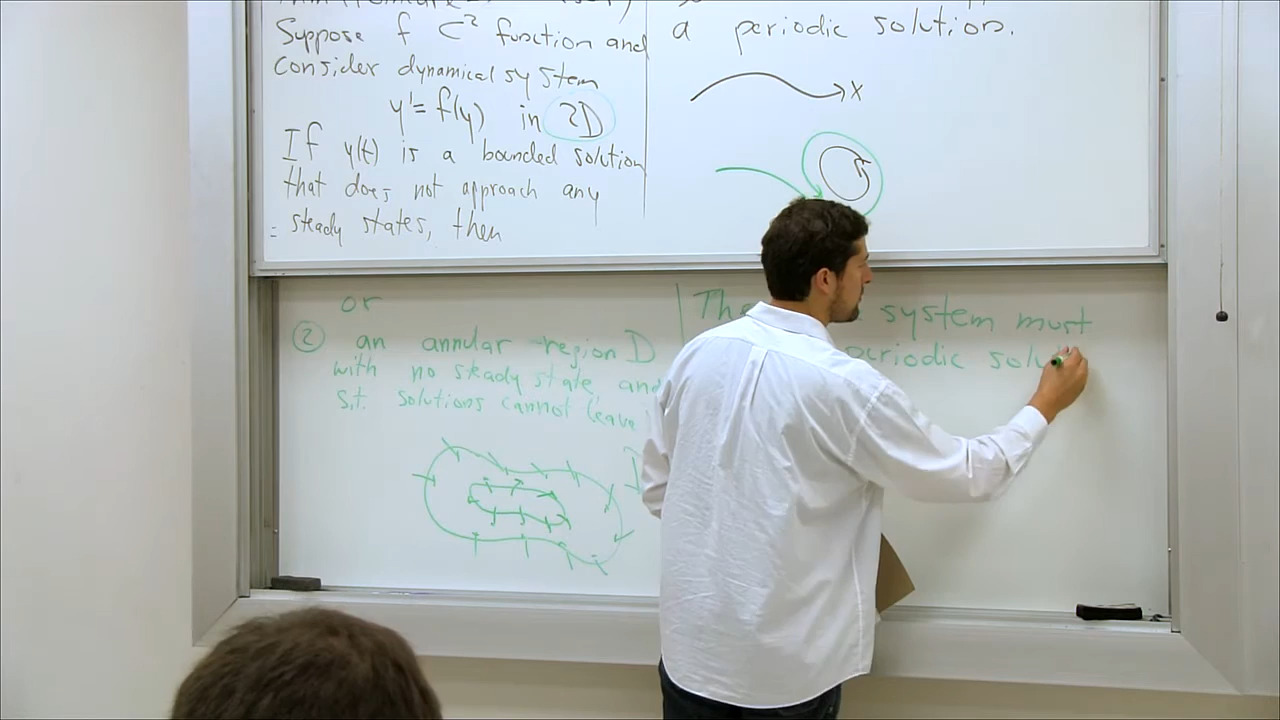 Suppose f C² function and
consider dynamical system
y' = f(y) in 2D
If y(t) is a bounded solution
that does not approach any
= steady states, then
a periodic solution.
x
or
② an annular region D
with no steady state, and
s.t. solutions cannot leave
system must
periodic solu